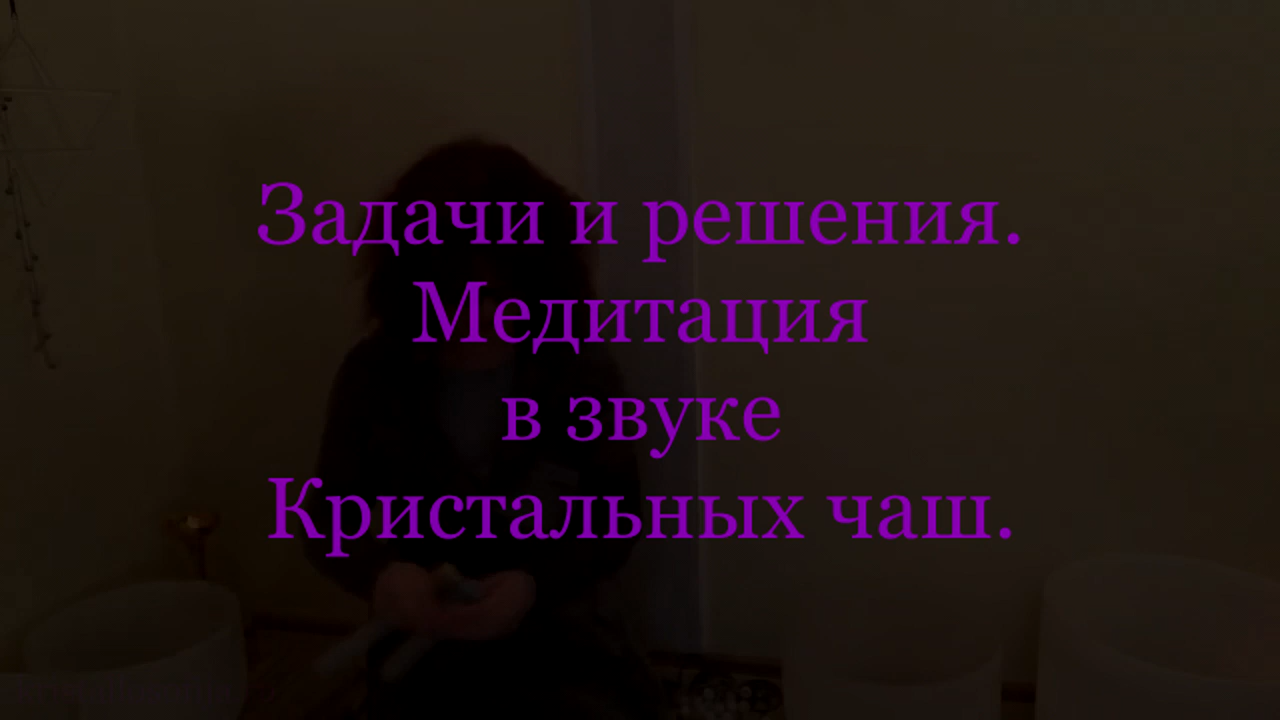 Задачи и решения.
Медитация
в звуке
Кристальных чаш.